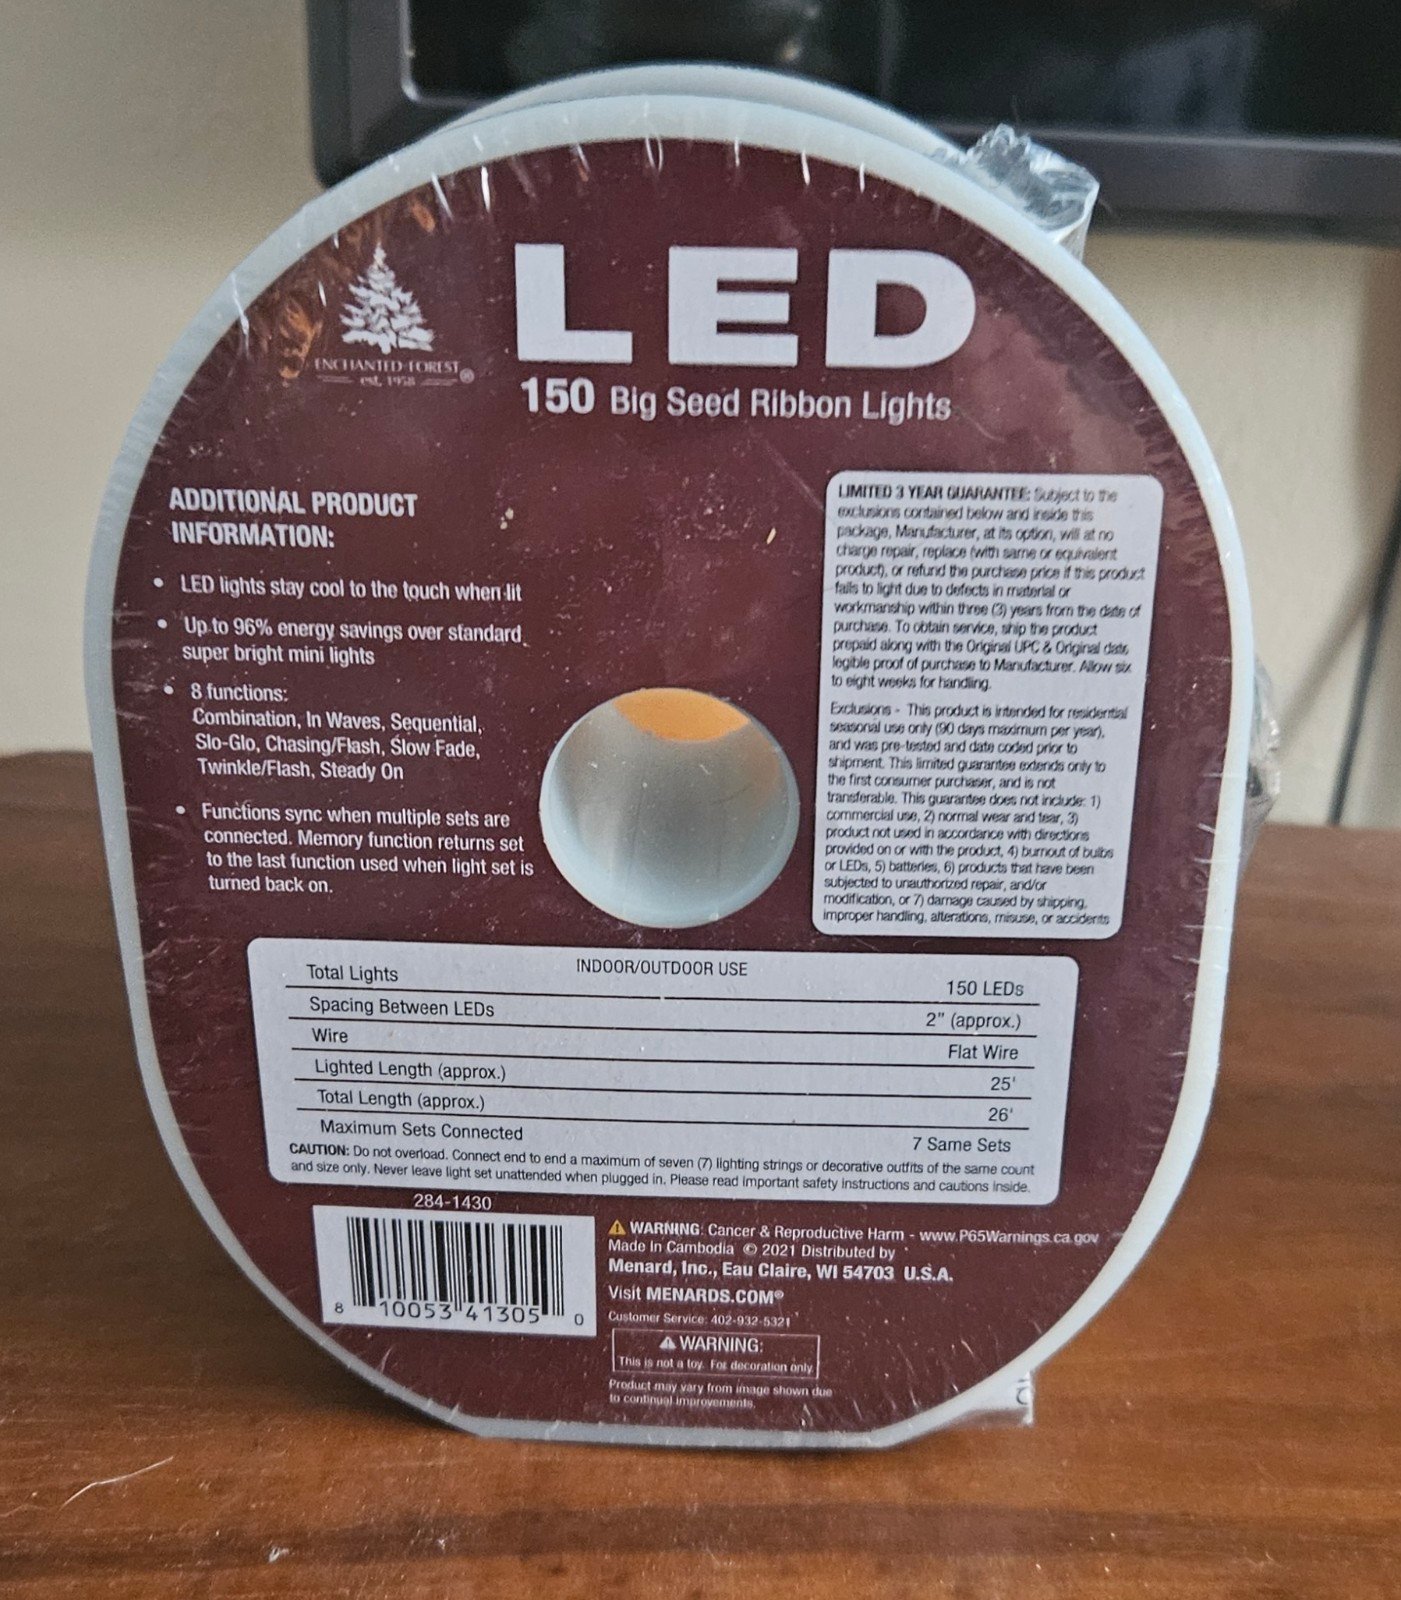 LED
150 Big Seed Ribbon Lights
ENCHANTED FOREST®
est. 1958
ADDITIONAL PRODUCT
INFORMATION:
• LED lights stay cool to the touch when lit
• Up to 96% energy savings over standard
super bright mini lights
• 8 functions:
Combination, In Waves, Sequential,
Slo-Glo, Chasing/Flash, Slow Fade,
Twinkle/Flash, Steady On
• Functions sync when multiple sets are
connected. Memory function returns set
to the last function used when light set is
turned back on.
LIMITED 3 YEAR GUARANTEE: Subject to the
exclusions contained below and inside this
package, Manufacturer, at its option, will at no
charge repair, replace (with same or equivalent
product), or refund the purchase price if this product
fails to light due to defects in material or
workmanship within three (3) years from the date of
purchase. To obtain service, ship the product
prepaid along with the Original UPC & Original date
legible proof of purchase to Manufacturer. Allow six
to eight weeks for handling.
Exclusions - This product is intended for residential
seasonal use only (90 days maximum per year),
and was pre-tested and date coded prior to
shipment. This limited guarantee extends only to
the first consumer purchaser, and is not
transferable. This guarantee does not include: 1)
commercial use, 2) normal wear and tear, 3)
product not used in accordance with directions
provided on or with the product, 4) burnout of bulbs
or LEDs, 5) batteries, 6) products that have been
subjected to unauthorized repair, and/or
modification, or 7) damage caused by shipping,
improper handling, alterations, misuse, or accidents
INDOOR/OUTDOOR USE
Total Lights 150 LEDs
Spacing Between LEDs 2" (approx.)
Wire Flat Wire
Lighted Length (approx.) 25'
Total Length (approx.) 26'
Maximum Sets Connected 7 Same Sets
CAUTION: Do not overload. Connect end to end a maximum of seven (7) lighting strings or decorative outfits of the same count
and size only. Never leave light set unattended when plugged in. Please read important safety instructions and cautions inside.
284-1430
8 10053 41305 0
⚠ WARNING: Cancer & Reproductive Harm - www.P65Warnings.ca.gov
Made In Cambodia © 2021 Distributed by
Menard, Inc., Eau Claire, WI 54703 U.S.A.
Visit MENARDS.COM®
Customer Service: 402-932-5321
⚠ WARNING:
This is not a toy. For decoration only.
Product may vary from image shown due
to continual improvements.